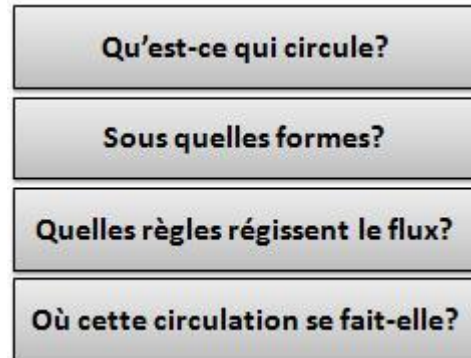 Qu’est-ce qui circule?
Sous quelles formes?
Quelles règles régissent le flux?
Où cette circulation se fait-elle?